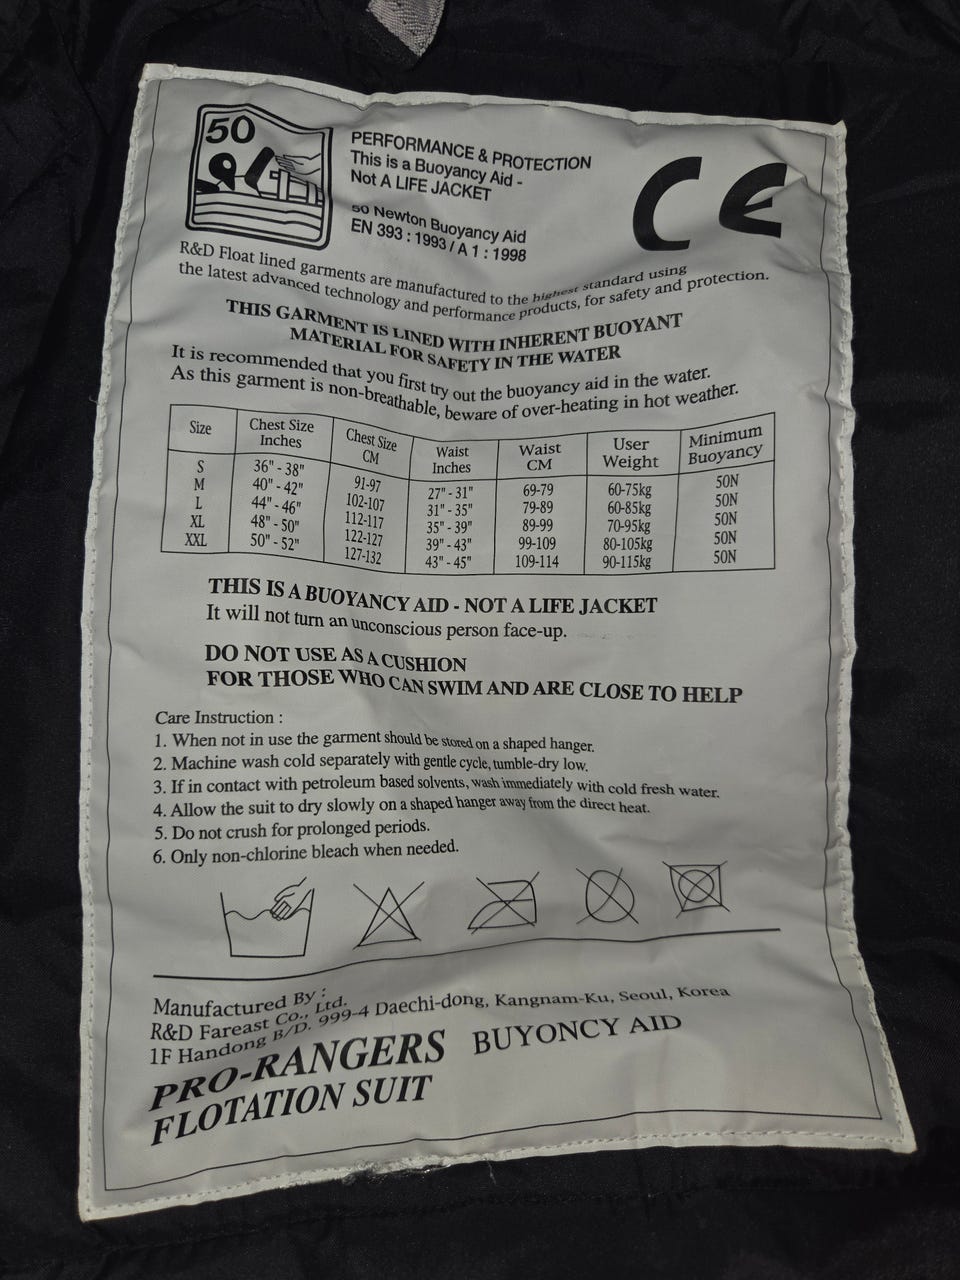 50
PERFORMANCE & PROTECTION
This is a Buoyancy Aid -
Not A LIFE JACKET
50 Newton Buoyancy Aid
EN 393 : 1993 / A 1 : 1998
CE
R&D Float lined garments are manufactured to the highest standard using
the latest advanced technology and performance products, for safety and protection.
THIS GARMENT IS LINED WITH INHERENT BUOYANT
MATERIAL FOR SAFETY IN THE WATER
It is recommended that you first try out the buoyancy aid in the water.
As this garment is non-breathable, beware of over-heating in hot weather.
Size Chest Size Inches Chest Size CM Waist Inches Waist CM User Weight Minimum Buoyancy
S 36" - 38" 91-97 27" - 31" 69-79 60-75kg 50N
M 40" - 42" 102-107 31" - 35" 79-89 60-85kg 50N
L 44" - 46" 112-117 35" - 39" 89-99 70-95kg 50N
XL 48" - 50" 122-127 39" - 43" 99-109 80-105kg 50N
XXL 50" - 52" 127-132 43" - 45" 109-114 90-115kg 50N
THIS IS A BUOYANCY AID - NOT A LIFE JACKET
It will not turn an unconscious person face-up.
DO NOT USE AS A CUSHION
FOR THOSE WHO CAN SWIM AND ARE CLOSE TO HELP
Care Instruction :
1. When not in use the garment should be stored on a shaped hanger.
2. Machine wash cold separately with gentle cycle, tumble-dry low.
3. If in contact with petroleum based solvents, wash immediately with cold fresh water.
4. Allow the suit to dry slowly on a shaped hanger away from the direct heat.
5. Do not crush for prolonged periods.
6. Only non-chlorine bleach when needed.
Manufactured By :
R&D Fareast Co., Ltd.
1F Handong B/D. 999-4 Daechi-dong, Kangnam-Ku, Seoul, Korea
PRO-RANGERS BUYONCY AID
FLOTATION SUIT